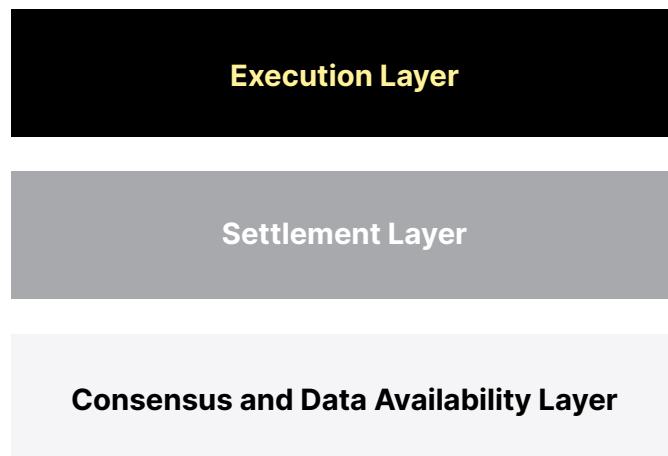 Execution Layer
Settlement Layer
Consensus and Data Availability Layer